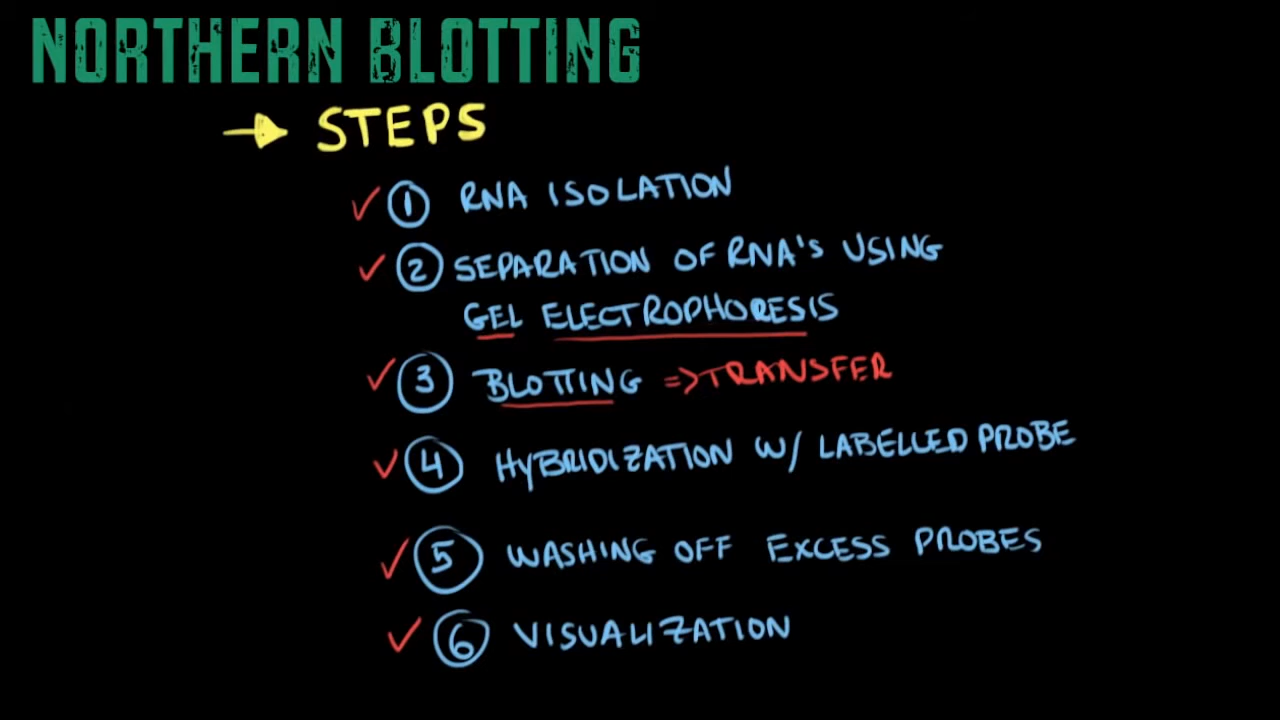 NORTHERN BLOTTING
→ STEPS
✓ 1 RNA ISOLATION
✓ 2 SEPARATION OF RNA'S USING
GEL ELECTROPHORESIS
✓ 3 BLOTTING => TRANSFER
✓ 4 HYBRIDIZATION W/ LABELLED PROBE
✓ 5 WASHING OFF EXCESS PROBES
✓ 6 VISUALIZATION